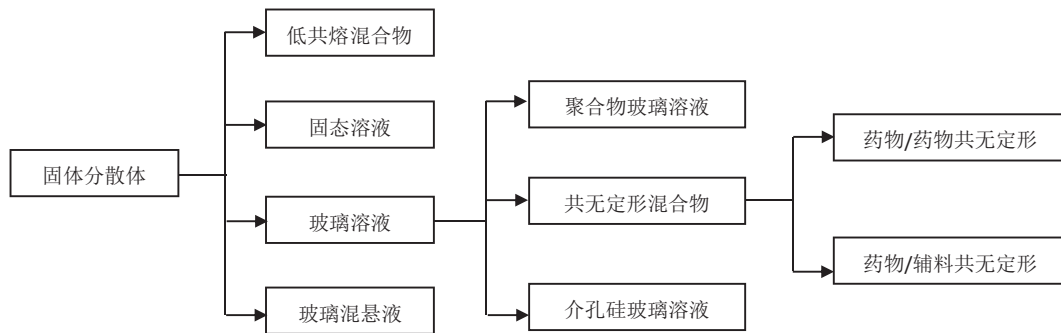 固体分散体
低共熔混合物
固态溶液
玻璃溶液
玻璃混悬液
聚合物玻璃溶液
共无定形混合物
介孔硅玻璃溶液
药物/药物共无定形
药物/辅料共无定形